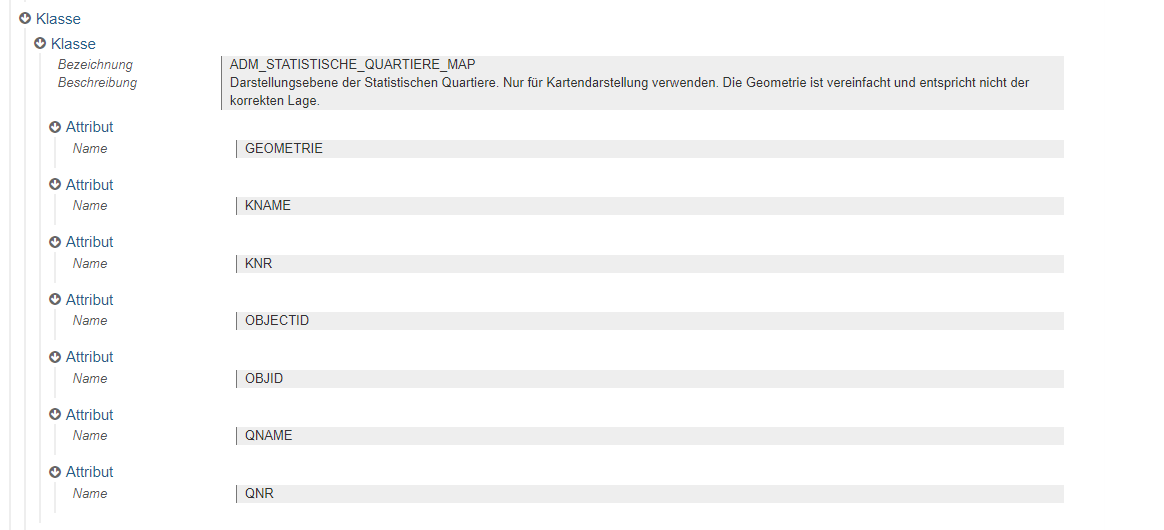 Klasse
Klasse
Bezeichnung ADM_STATISTISCHE_QUARTIERE_MAP
Beschreibung Darstellungsebene der Statistischen Quartiere. Nur für Kartendarstellung verwenden. Die Geometrie ist vereinfacht und entspricht nicht der
korrekten Lage.
Attribut
Name GEOMETRIE
Attribut
Name KNAME
Attribut
Name KNR
Attribut
Name OBJECTID
Attribut
Name OBJID
Attribut
Name QNAME
Attribut
Name QNR